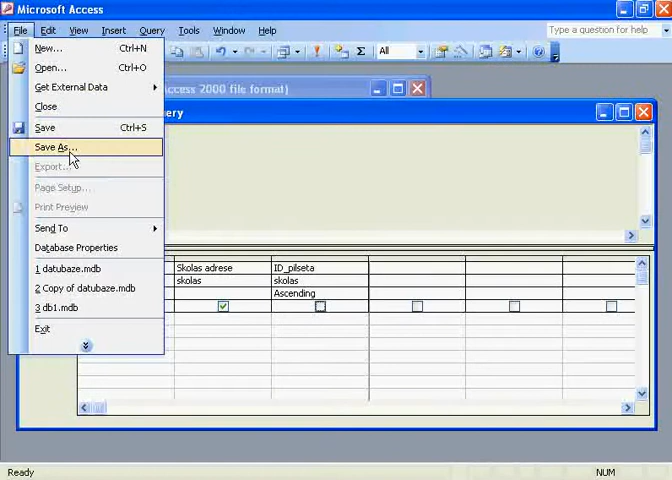 Microsoft Access
File Edit View Insert Query Tools Window Help
Type a question for help
All
New... Ctrl+N
Open... Ctrl+O
Get External Data
Close
Save Ctrl+S
Save As...
Export...
Page Setup...
Print Preview
Send To
Database Properties
1 datubaze.mdb
2 Copy of datubaze.mdb
3 db1.mdb
Exit
Access 2000 file format)
Skolas adrese ID_pilseta
skolas skolas
Ascending
Ready NUM